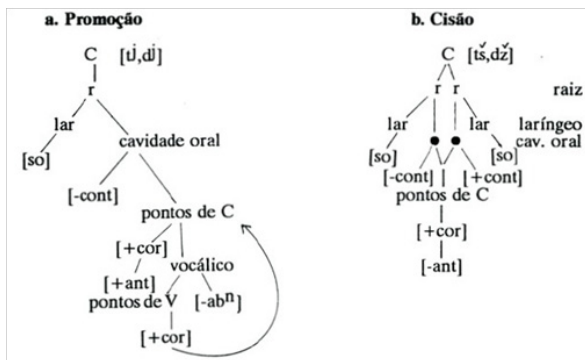 a. Promoção
C [tʲ,dʲ]
r
lar
cavidade oral
[so]
[-cont]
pontos de C
[+cor]
vocálico
[+ant]
pontos de V [-abⁿ]
[+cor]
b. Cisão
C [tš,dž]
r r raiz
lar lar laríngeo
cav. oral
[so] [so]
[-cont] [+cont]
pontos de C
[+cor]
[-ant]